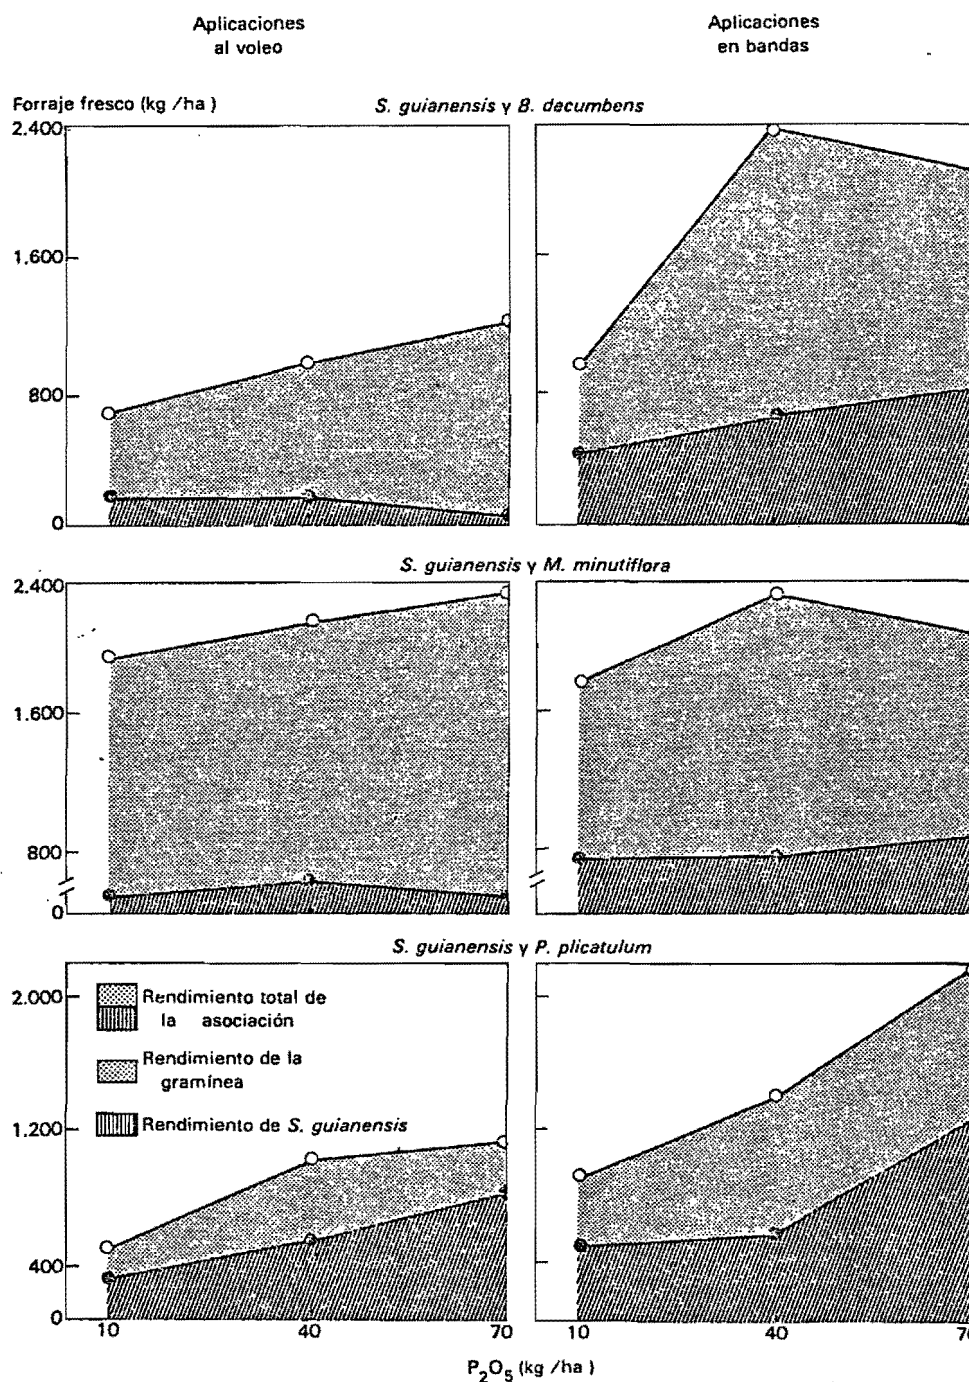 Aplicaciones
al voleo
Aplicaciones
en bandas
Forraje fresco (kg/ha)
S. guianensis y B. decumbens
2.400
1,600
800
0
S. guianensis y M. minutiflora
2.400
1.600
800
0
S. guianensis y P. plicatulum
2.000
1.200
400
0
Rendimiento total de
la asociación
Rendimiento de la
gramínea
Rendimiento de S. guianensis
10 40 70 10 40 70
P₂O₅ (kg/ha)